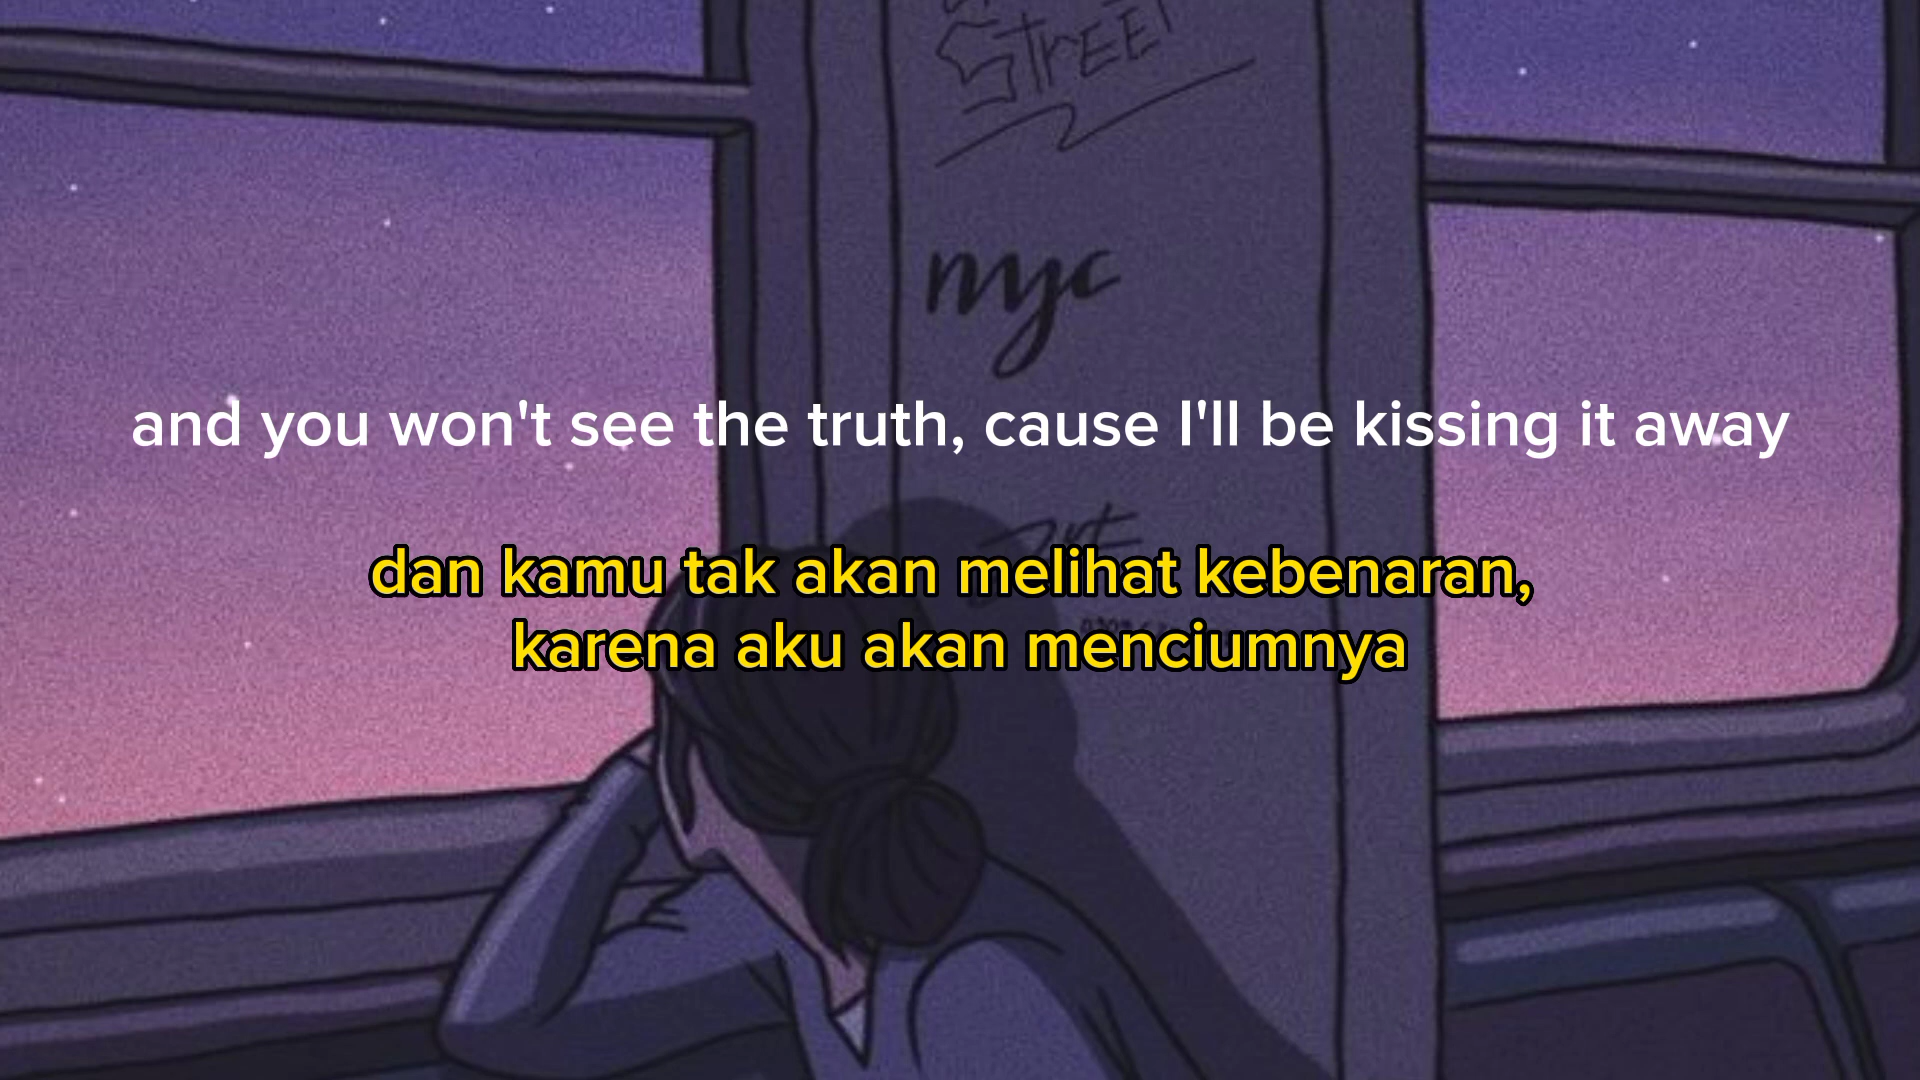 STREET
nyc
and you won't see the truth, cause I'll be kissing it away
dan kamu tak akan melihat kebenaran,
karena aku akan menciumnya